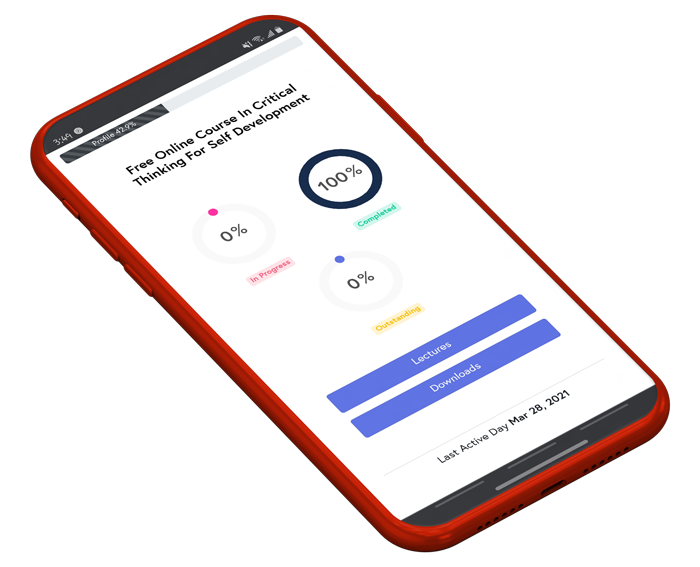 3:49
Profile 42.9%
Free Online Course In Critical
Thinking For Self Development
100%
Completed
0%
In Progress
0%
Outstanding
Lectures
Downloads
Last Active Day Mar 28, 2021